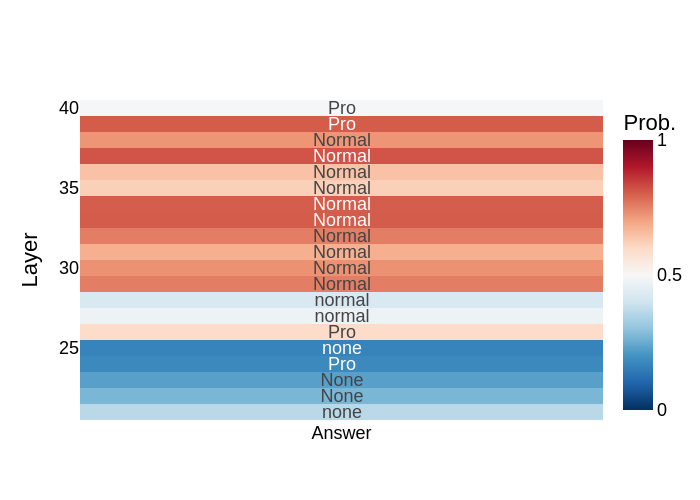 40
Pro
Pro
Prob.
Normal
1
Normal
Normal
35
Normal
Normal
Normal
Normal
Layer
Normal
30
Normal
0.5
Normal
normal
normal
Pro
25
none
Pro
None
None
none
0
Answer